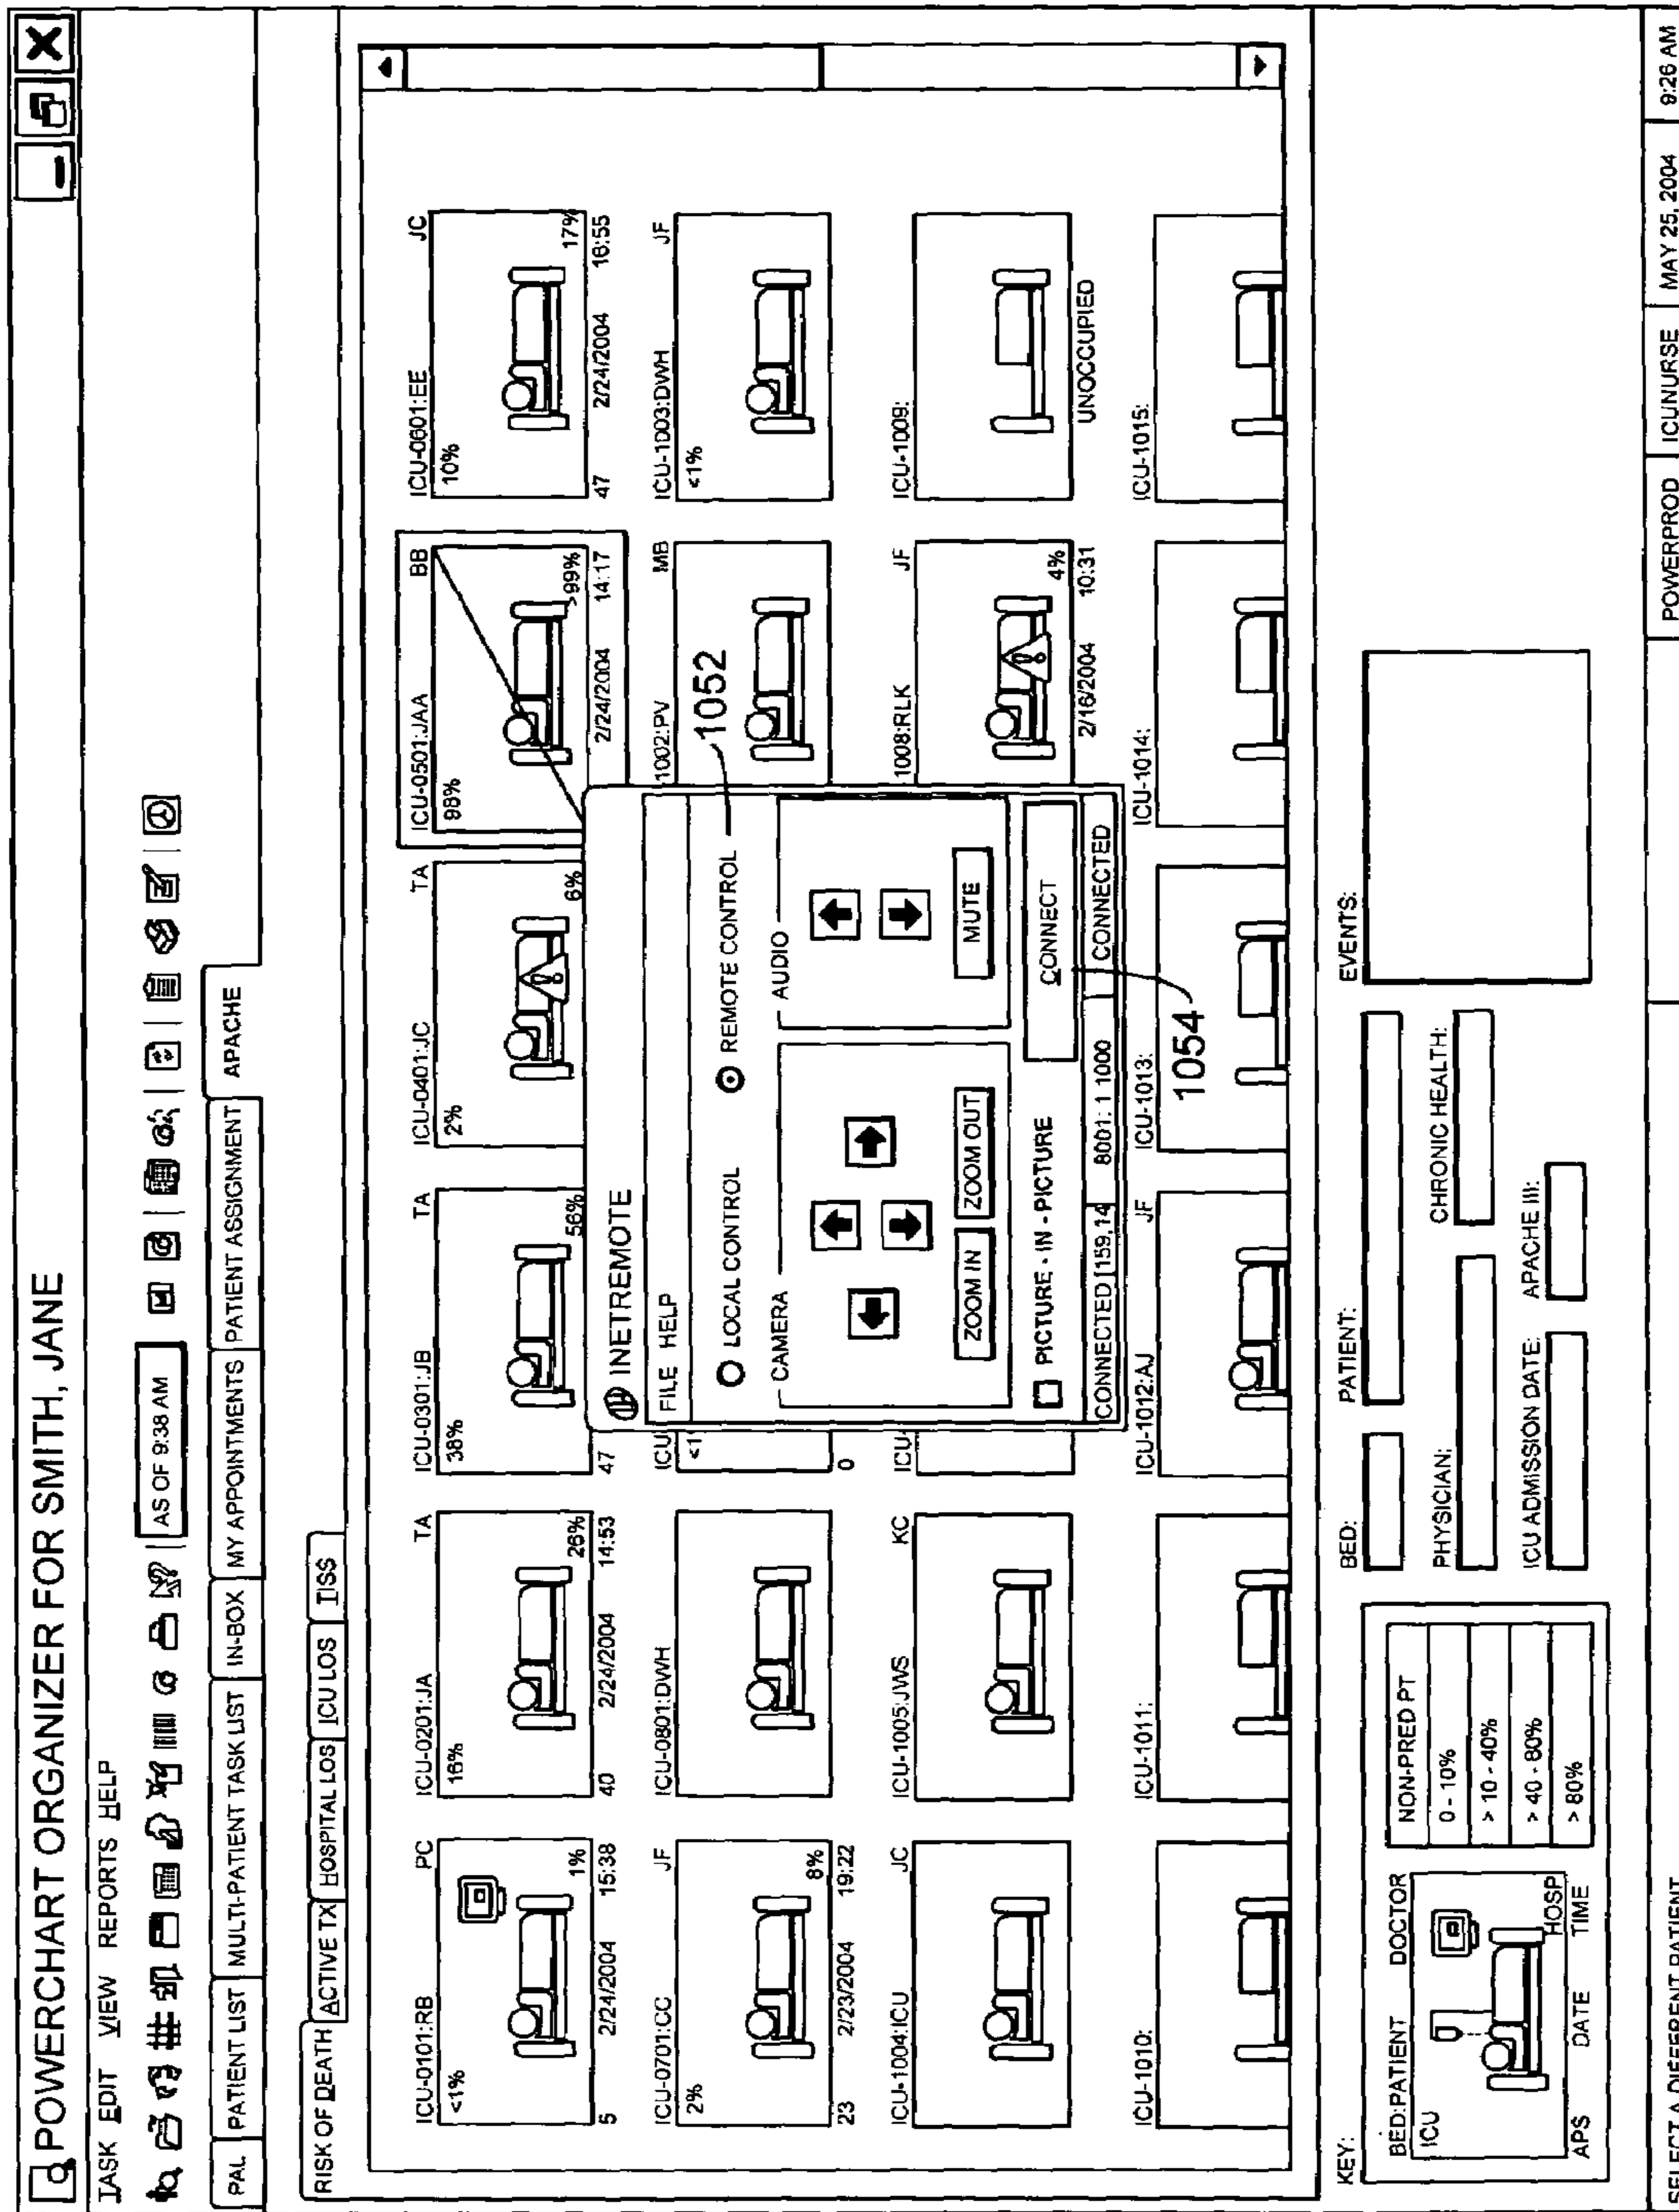 POWERCHART ORGANIZER FOR SMITH, JANE
TASK EDIT VIEW REPORTS HELP
AS OF 9:38 AM
PAL PATIENT LIST MULTI-PATIENT TASK LIST IN-BOX MY APPOINTMENTS PATIENT ASSIGNMENT APACHE
RISK OF DEATH ACTIVE TX HOSPITAL LOS ICU LOS TISS
ICU-0101:RB PC
<1%
1%
5 2/24/2004 15:38
ICU-0201:JA TA
16%
26%
40 2/24/2004 14:53
ICU-0301:JB TA
38%
56%
47
ICU-0401:JC TA
2%
6%
ICU-0501:JAA BB
98%
>99%
2/24/2004 14:17
ICU-0601:EE JC
10%
17%
47 2/24/2004 16:55
ICU-0701:CC JF
2%
8%
23 2/23/2004 19:22
ICU-0801:DWH
ICU
<1
0
1002:PV MB
ICU-1003:DWH JF
<1%
ICU-1004:ICU JC
ICU-1005:JWS KC
ICU-
1008:RLK JF
4%
2/16/2004 10:31
ICU-1009:
UNOCCUPIED
ICU-1010:
ICU-1011:
ICU-1012:AJ JF
ICU-1013:
ICU-1014:
ICU-1015:
INETREMOTE
FILE HELP
LOCAL CONTROL REMOTE CONTROL
1052
CAMERA AUDIO
ZOOM IN ZOOM OUT MUTE
PICTURE - IN - PICTURE CONNECT
CONNECTED [159,14 8001: 1 1000 CONNECTED
1054
KEY:
BED:PATIENT DOCTOR
ICU
HOSP
APS DATE TIME
NON-PRED PT
0 - 10%
> 10 - 40%
> 40 - 80%
> 80%
BED: PATIENT:
PHYSICIAN: CHRONIC HEALTH:
ICU ADMISSION DATE: APACHE III:
EVENTS:
SELECT A DIFFERENT PATIENT
POWERPROD ICUNURSE MAY 25, 2004 9:26 AM